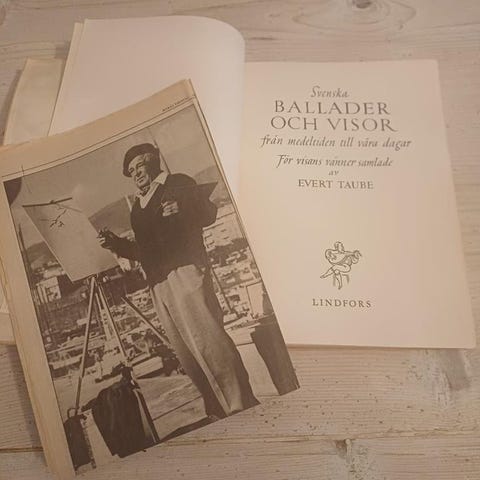 Svenska
BALLADER
OCH VISOR
från medeltiden till våra dagar
För visans vänner samlade
av
EVERT TAUBE
LINDFORS